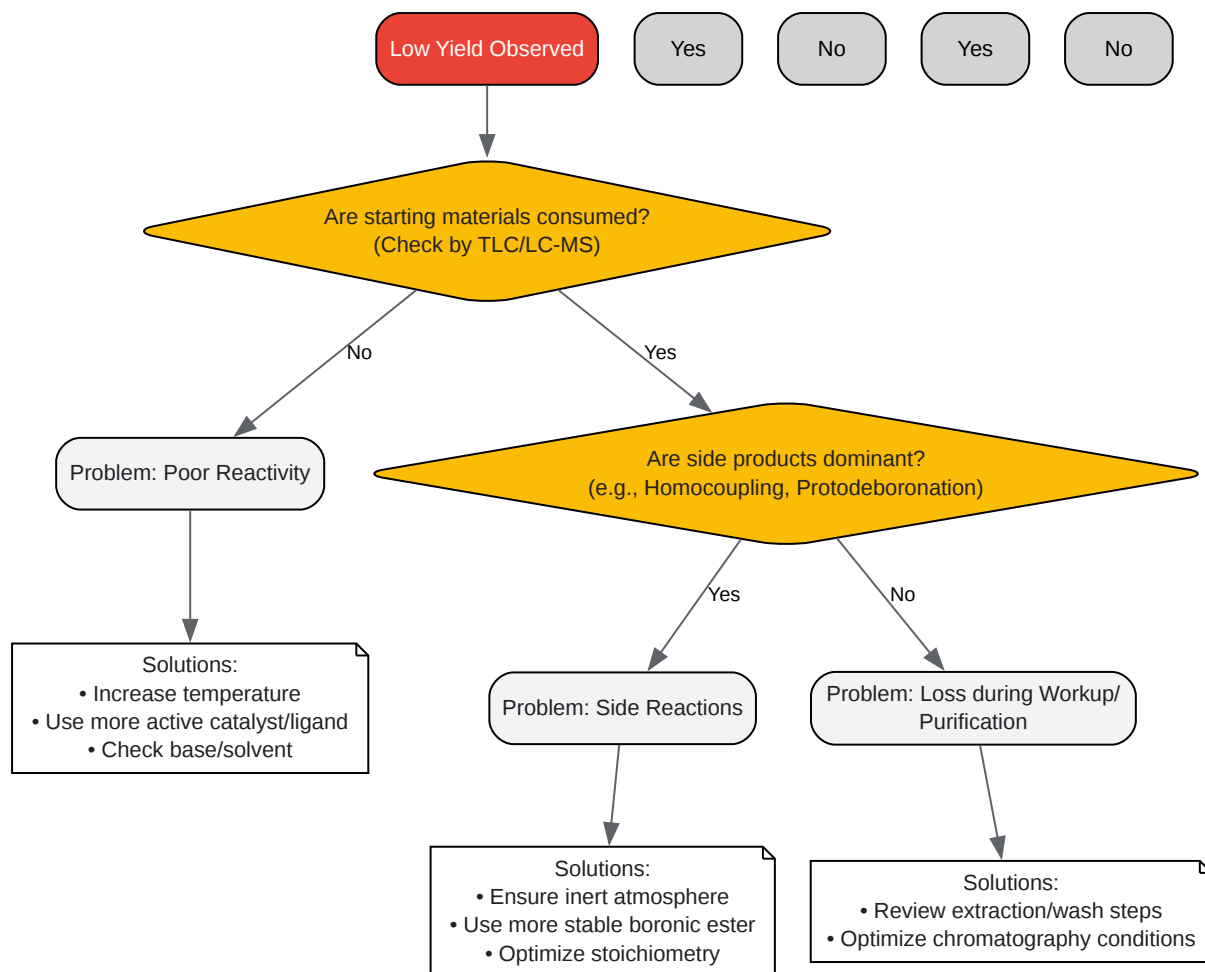 Low Yield Observed
Yes
No
Yes
No
Are starting materials consumed?
(Check by TLC/LC-MS)
No
Yes
Problem: Poor Reactivity
Are side products dominant?
(e.g., Homocoupling, Protodeboronation)
Yes
No
Solutions:
• Increase temperature
• Use more active catalyst/ligand
• Check base/solvent
Problem: Side Reactions
Problem: Loss during Workup/
Purification
Solutions:
• Ensure inert atmosphere
• Use more stable boronic ester
• Optimize stoichiometry
Solutions:
• Review extraction/wash steps
• Optimize chromatography conditions